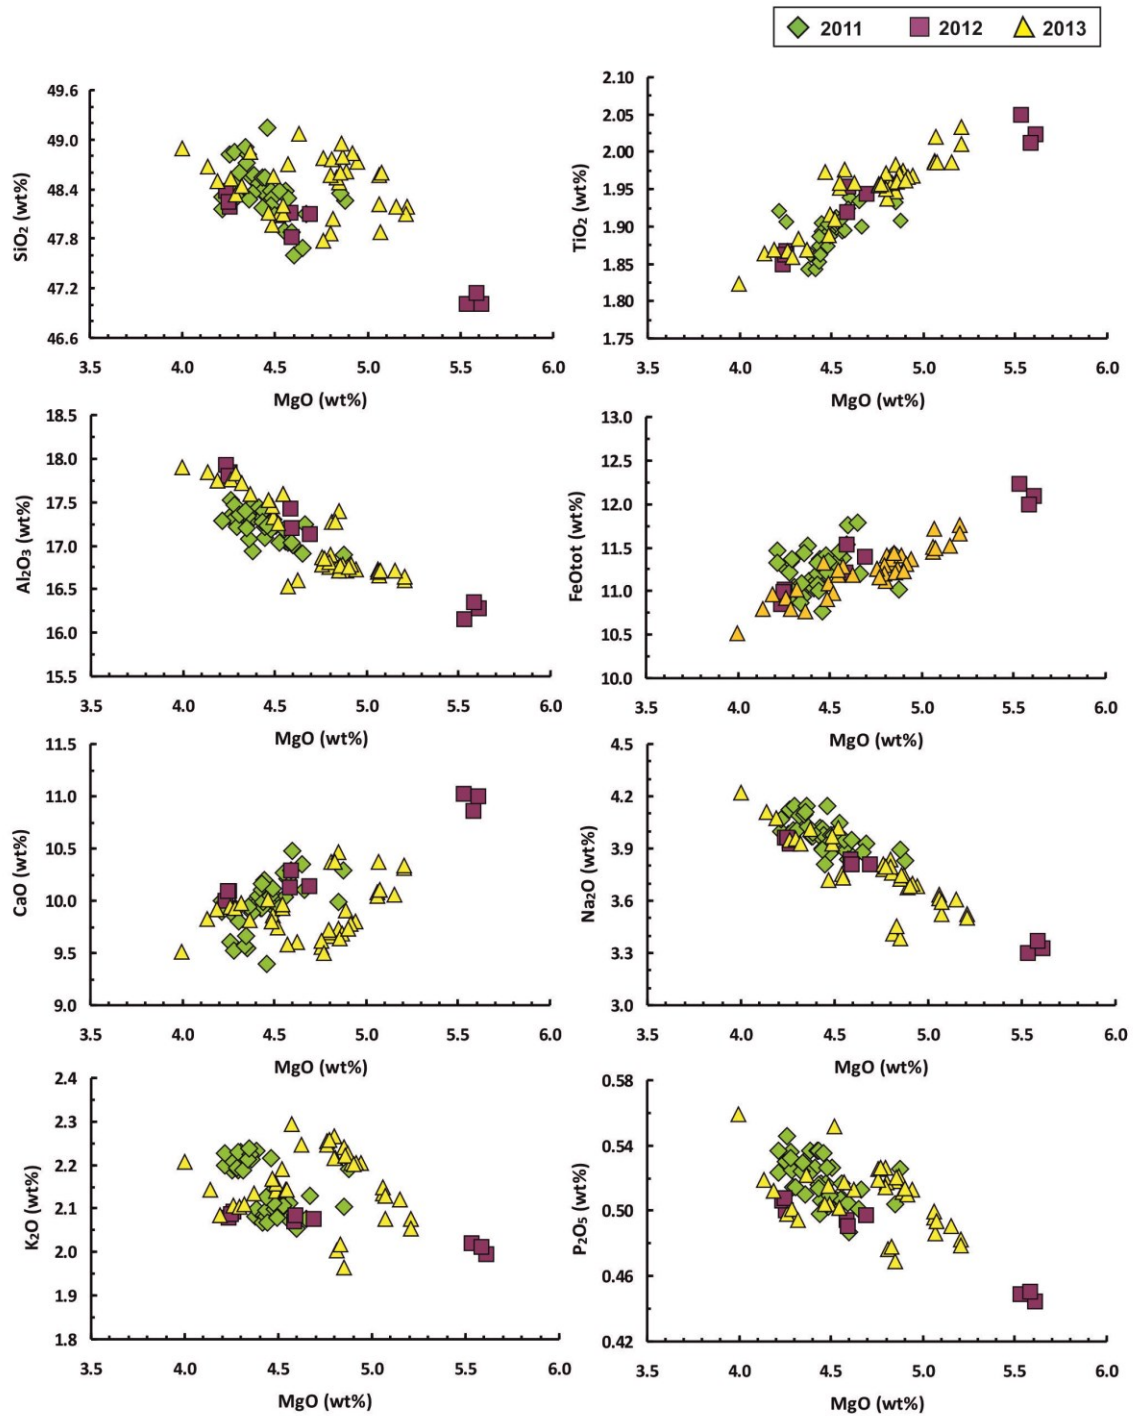 2011 2012 2013
49.6
49.0
48.4
47.8
47.2
46.6
SiO₂ (wt%)
3.5 4.0 4.5 5.0 5.5 6.0
MgO (wt%)
2.10
2.05
2.00
1.95
1.90
1.85
1.80
1.75
TiO₂ (wt%)
3.5 4.0 4.5 5.0 5.5 6.0
MgO (wt%)
18.5
18.0
17.5
17.0
16.5
16.0
15.5
Al₂O₃ (wt%)
3.5 4.0 4.5 5.0 5.5 6.0
MgO (wt%)
13.0
12.5
12.0
11.5
11.0
10.5
10.0
FeOtot (wt%)
3.5 4.0 4.5 5.0 5.5 6.0
MgO (wt%)
11.5
11.0
10.5
10.0
9.5
9.0
CaO (wt%)
3.5 4.0 4.5 5.0 5.5 6.0
MgO (wt%)
4.5
4.2
3.9
3.6
3.3
3.0
Na₂O (wt%)
3.5 4.0 4.5 5.0 5.5 6.0
MgO (wt%)
2.4
2.3
2.2
2.1
2.0
1.9
1.8
K₂O (wt%)
3.5 4.0 4.5 5.0 5.5 6.0
MgO (wt%)
0.58
0.54
0.50
0.46
0.42
P₂O₅ (wt%)
3.5 4.0 4.5 5.0 5.5 6.0
MgO (wt%)